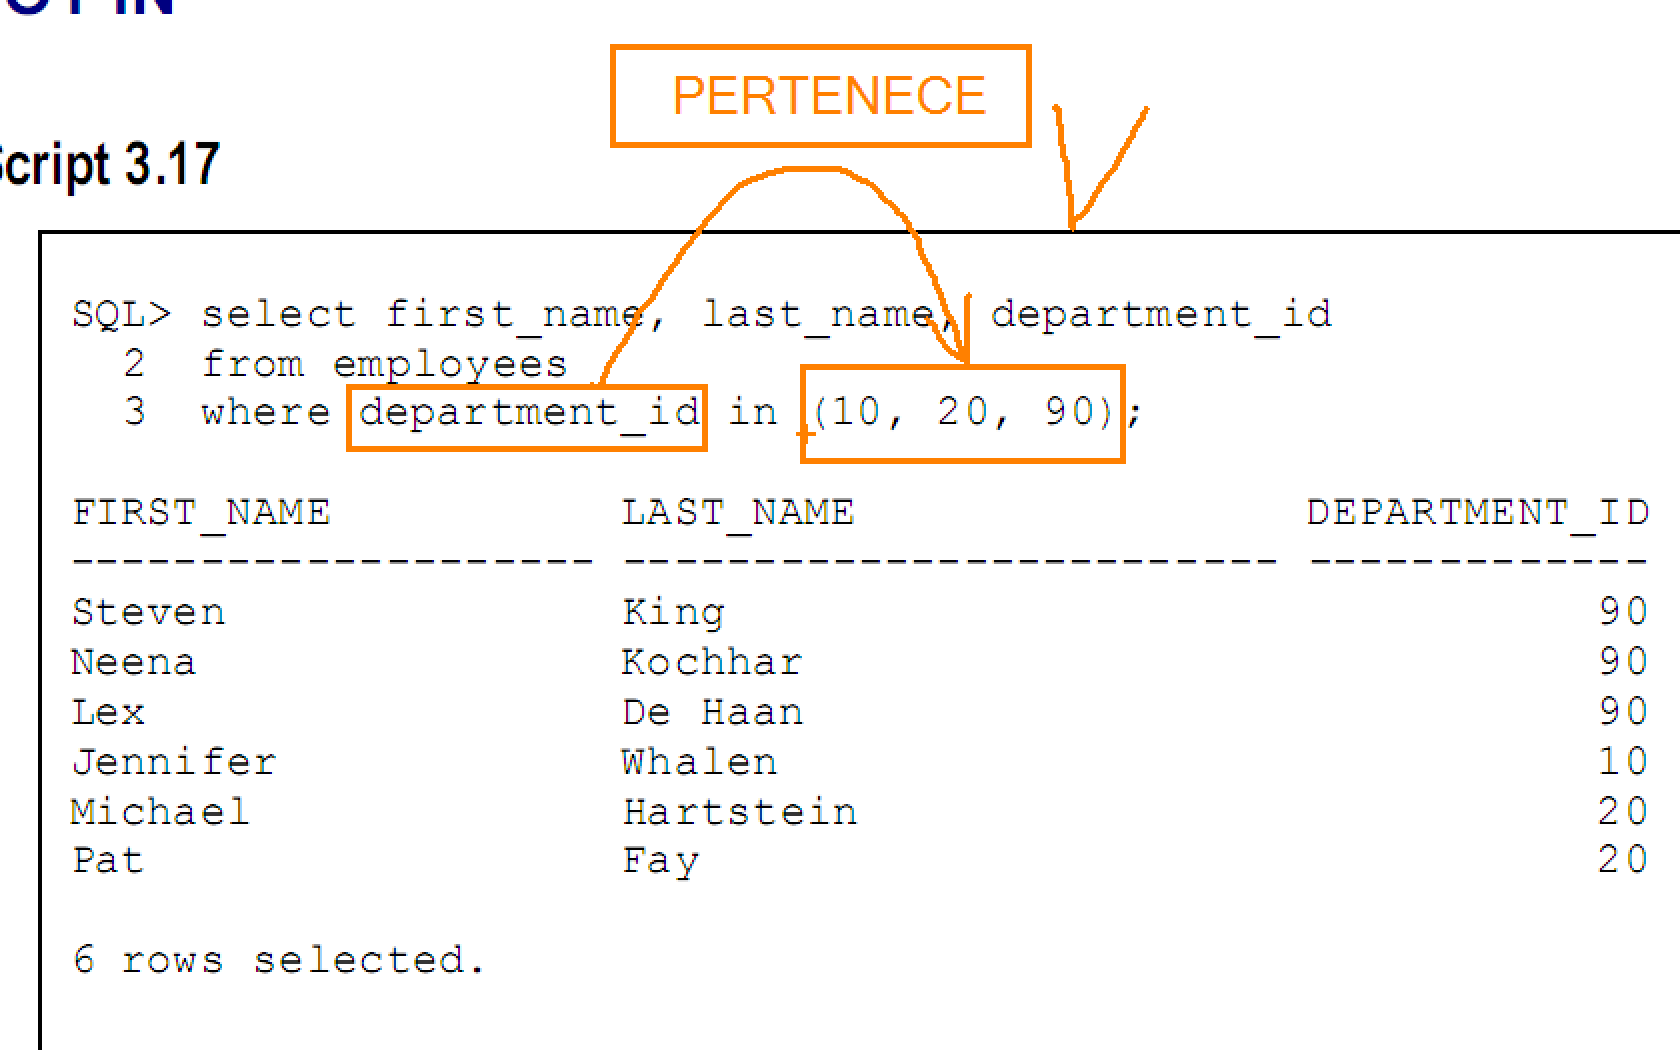 IN
PERTENECE
Script 3.17
SQL> select first_name, last_name, department_id
2 from employees
3 where department_id in (10, 20, 90);
FIRST_NAME LAST_NAME DEPARTMENT_ID
-------------------- ------------------------- -------------
Steven King 90
Neena Kochhar 90
Lex De Haan 90
Jennifer Whalen 10
Michael Hartstein 20
Pat Fay 20
6 rows selected.